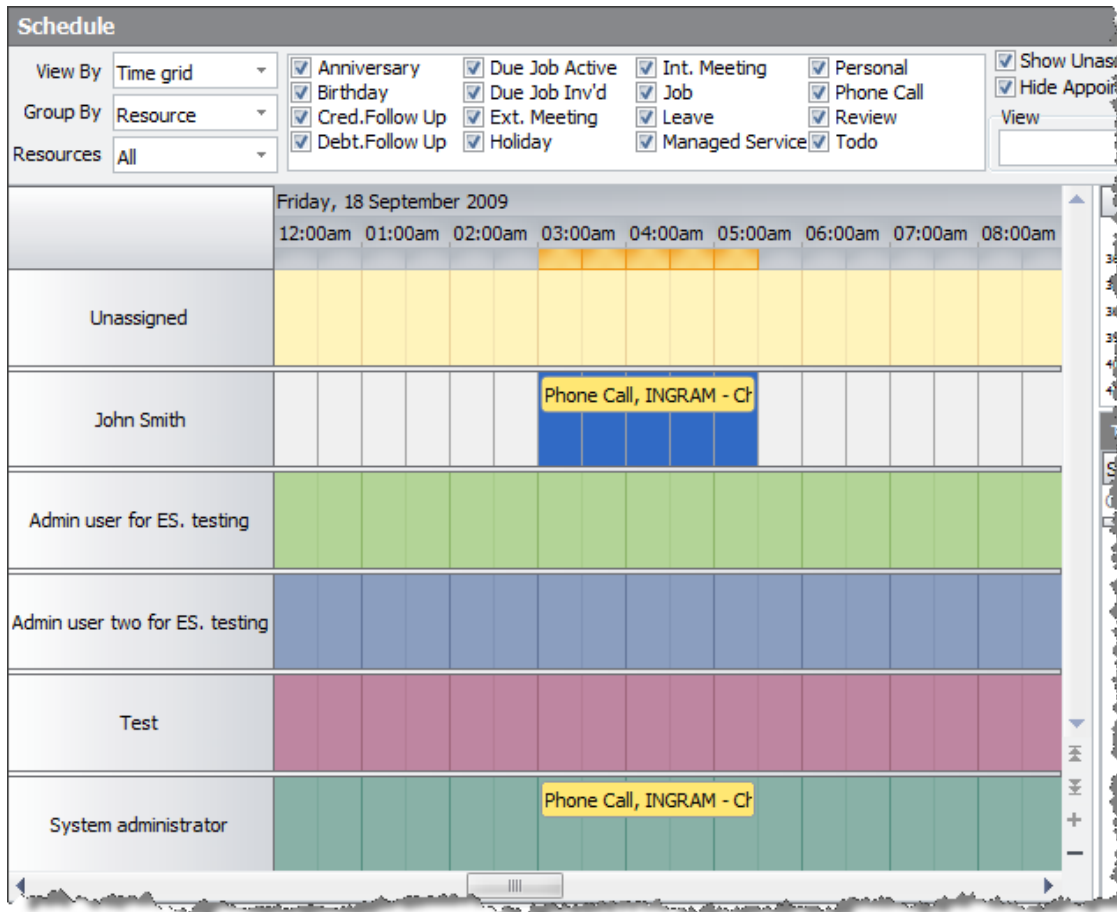 Schedule
View By Time grid
Group By Resource
Resources All
Anniversary Due Job Active Int. Meeting Personal
Birthday Due Job Inv'd Job Phone Call
Cred.Follow Up Ext. Meeting Leave Review
Debt.Follow Up Holiday Managed Service Todo
Show
Hide
View
Friday, 18 September 2009
12:00am 01:00am 02:00am 03:00am 04:00am 05:00am 06:00am 07:00am 08:00am
Unassigned
John Smith
Phone Call, INGRAM - Ch
Admin user for ES. testing
Admin user two for ES. testing
Test
System administrator
Phone Call, INGRAM - Ch